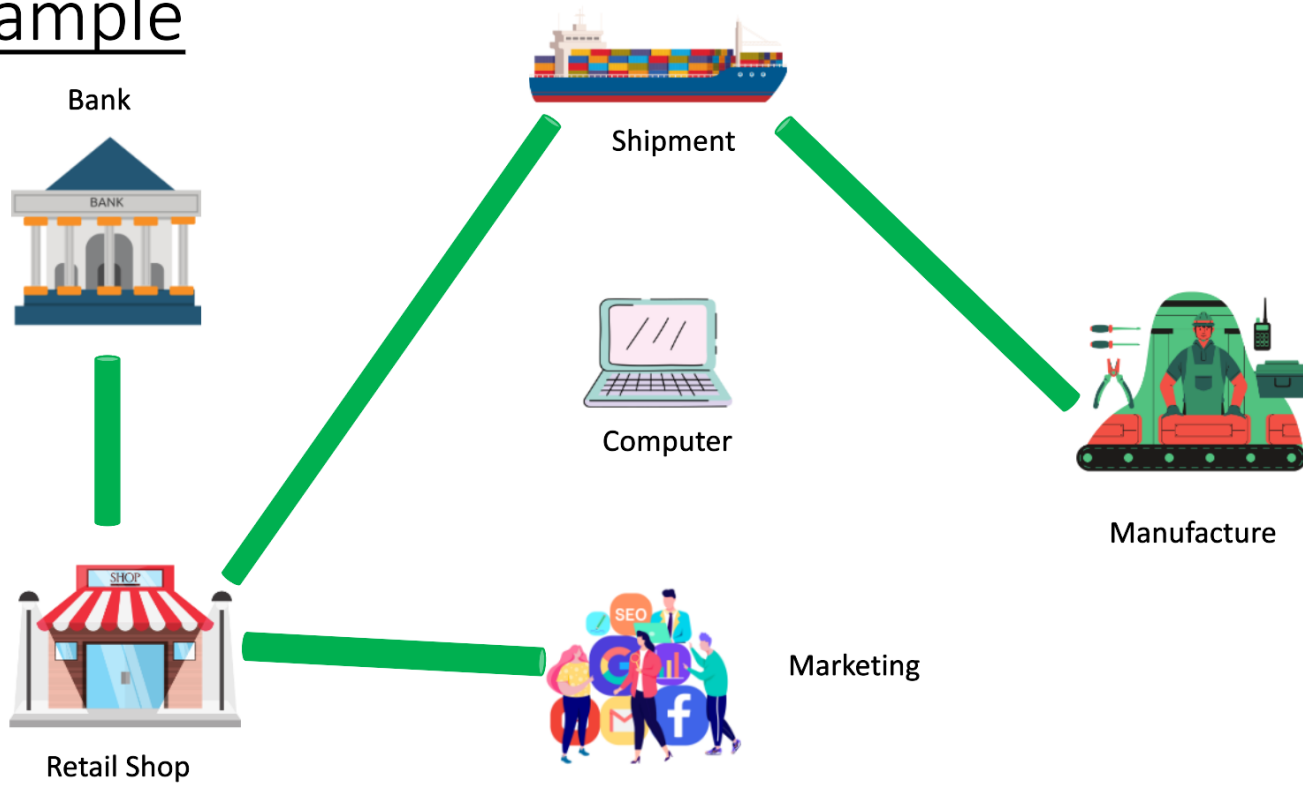 ample
Bank
BANK
Shipment
Computer
Manufacture
SHOP
SEO
Marketing
Retail Shop